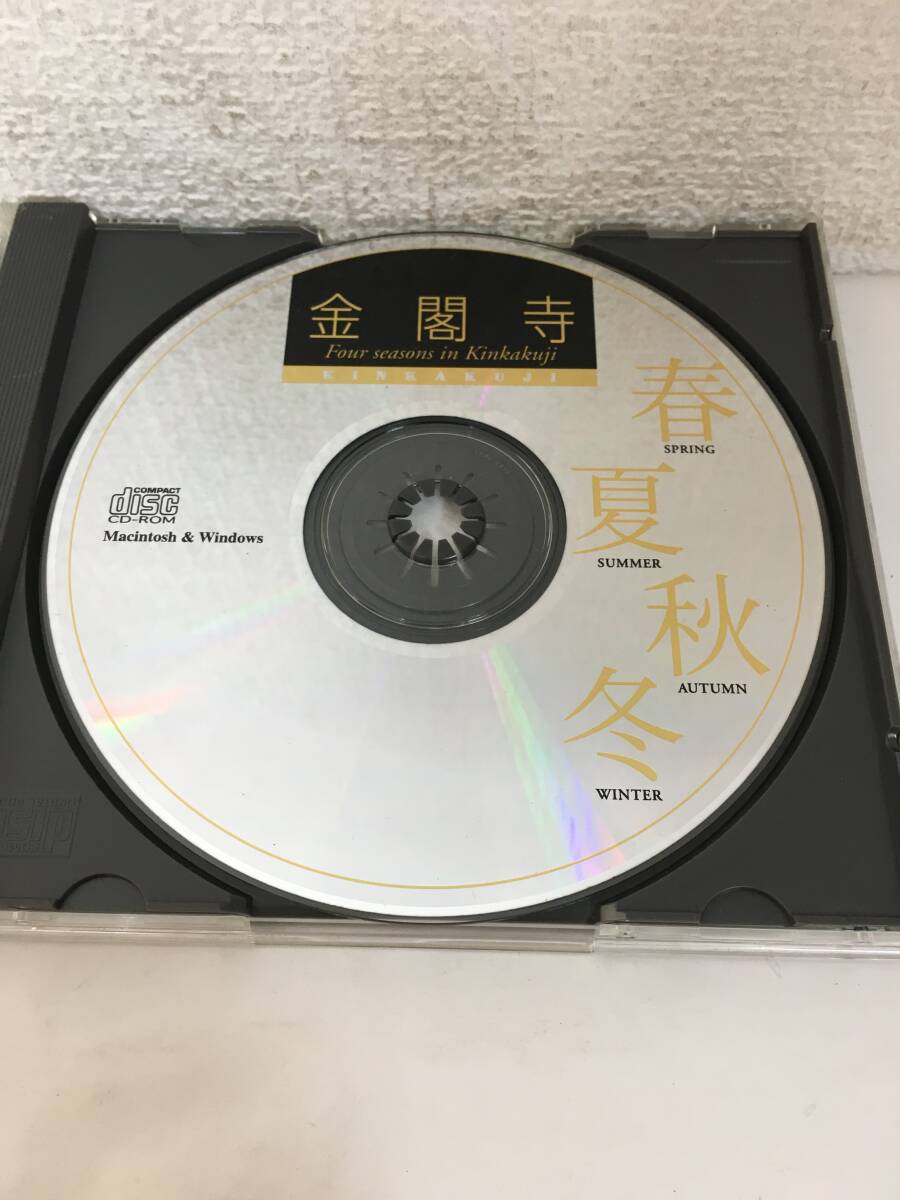 金閣寺
Four seasons in Kinkakuji
KINKAKUJI
春
SPRING
夏
SUMMER
秋
AUTUMN
冬
WINTER
COMPACT
disc
CD-ROM
Macintosh & Windows